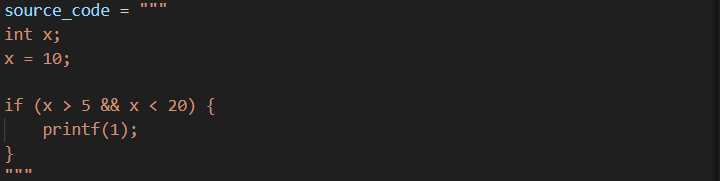 source_code = """
int x;
x = 10;

if (x > 5 && x < 20) {
    printf(1);
}
"""